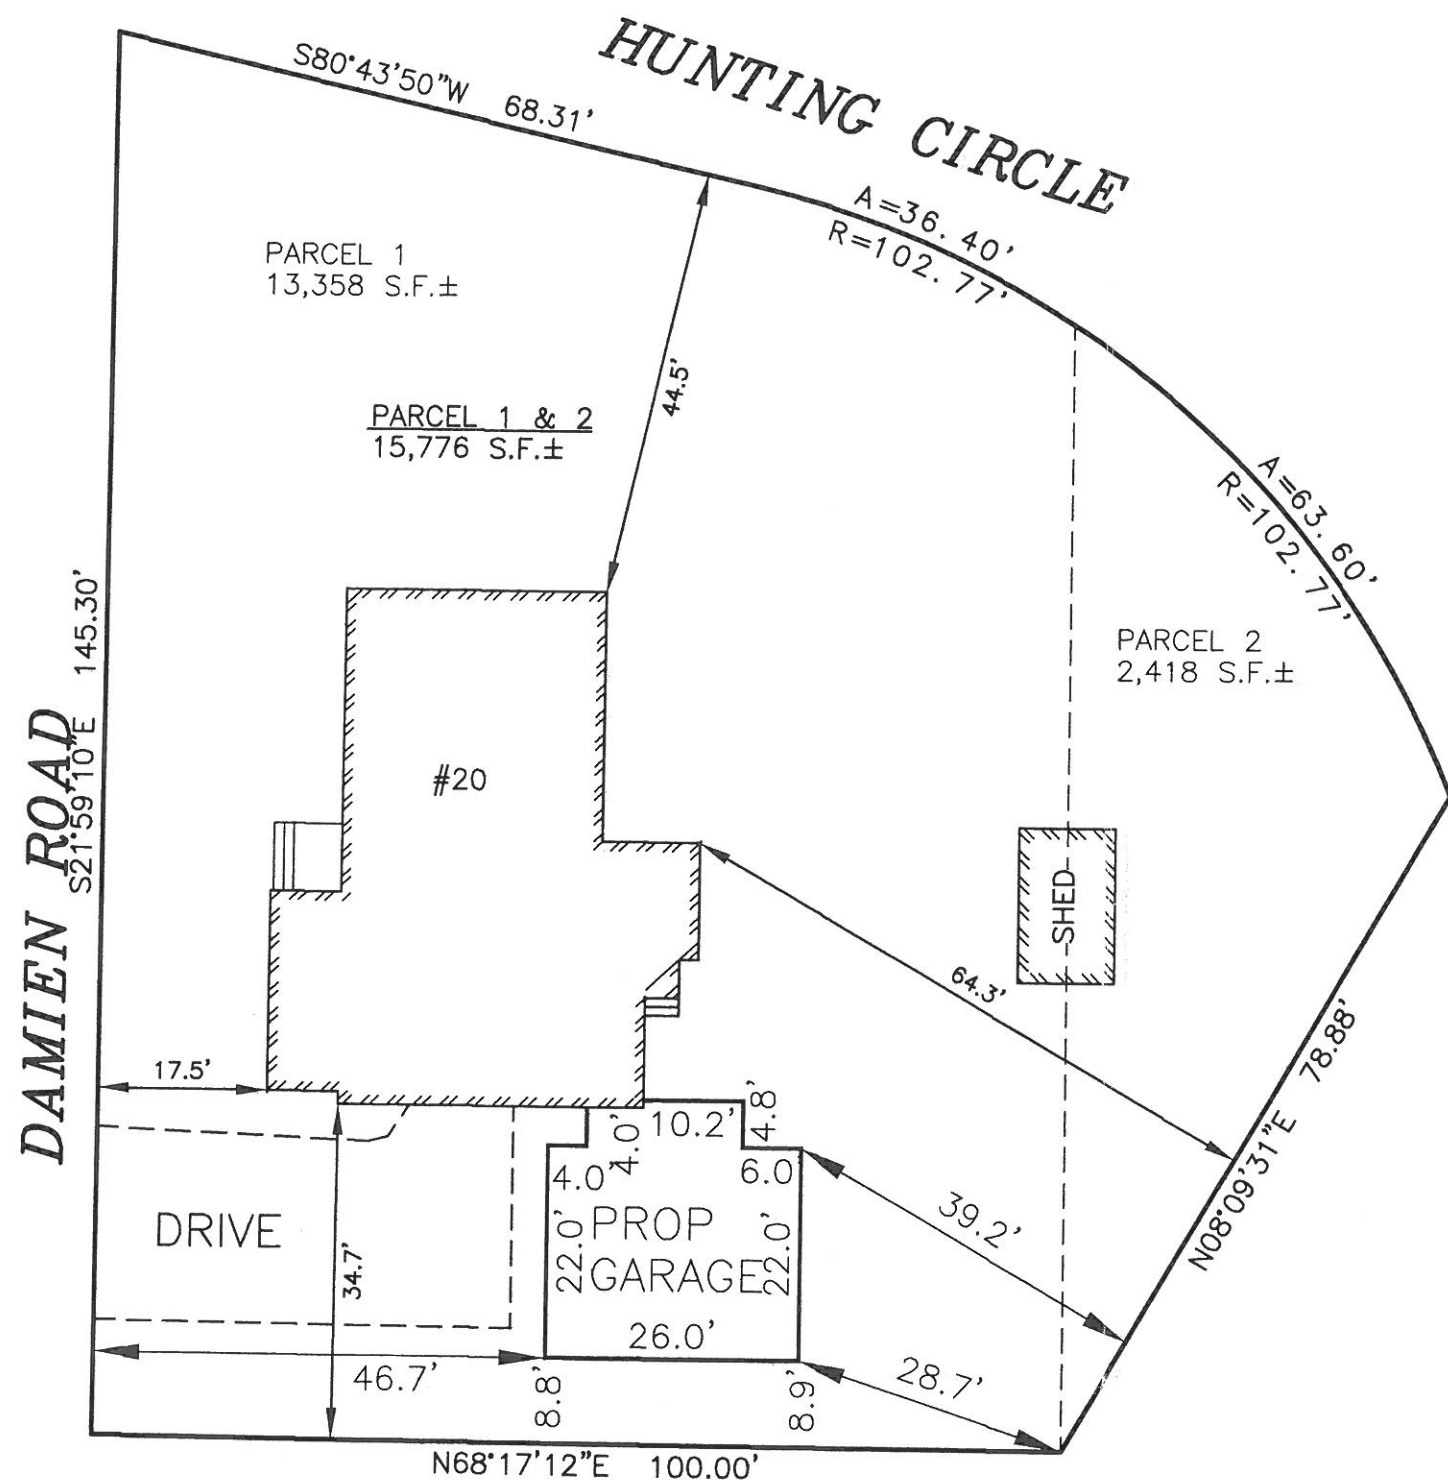 HUNTING CIRCLE
S80°43'50"W 68.31'
A=36.40'
R=102.77'
PARCEL 1
13,358 S.F.±
44.5'
PARCEL 1 & 2
15,776 S.F.±
A=63.60'
R=102.77'
PARCEL 2
2,418 S.F.±
DAMIEN ROAD
S21°59'10"E 145.30'
#20
SHED
64.3'
78.88'
N08°09'31"E
17.5'
10.2'
4.8'
4.0'
4.0'
6.0'
DRIVE
34.7'
22.0'
PROP
GARAGE
22.0'
39.2'
26.0'
46.7'
8.8'
8.9'
28.7'
N68°17'12"E 100.00'